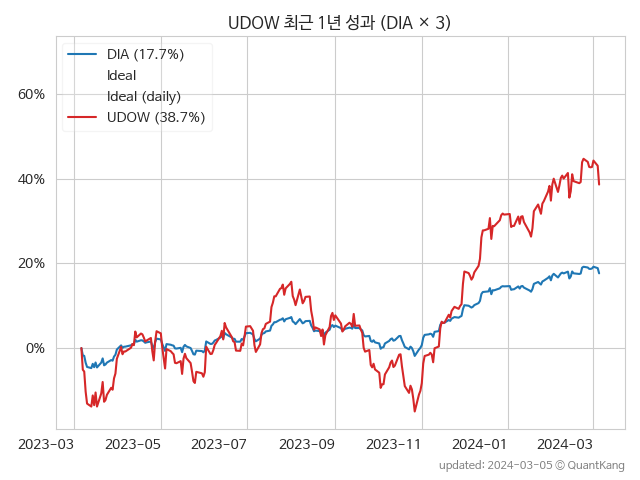 UDOW 최근 1년 성과 (DIA × 3)
DIA (17.7%)
Ideal
Ideal (daily)
UDOW (38.7%)
60%
40%
20%
0%
2023-03 2023-05 2023-07 2023-09 2023-11 2024-01 2024-03
updated: 2024-03-05 © QuantKang